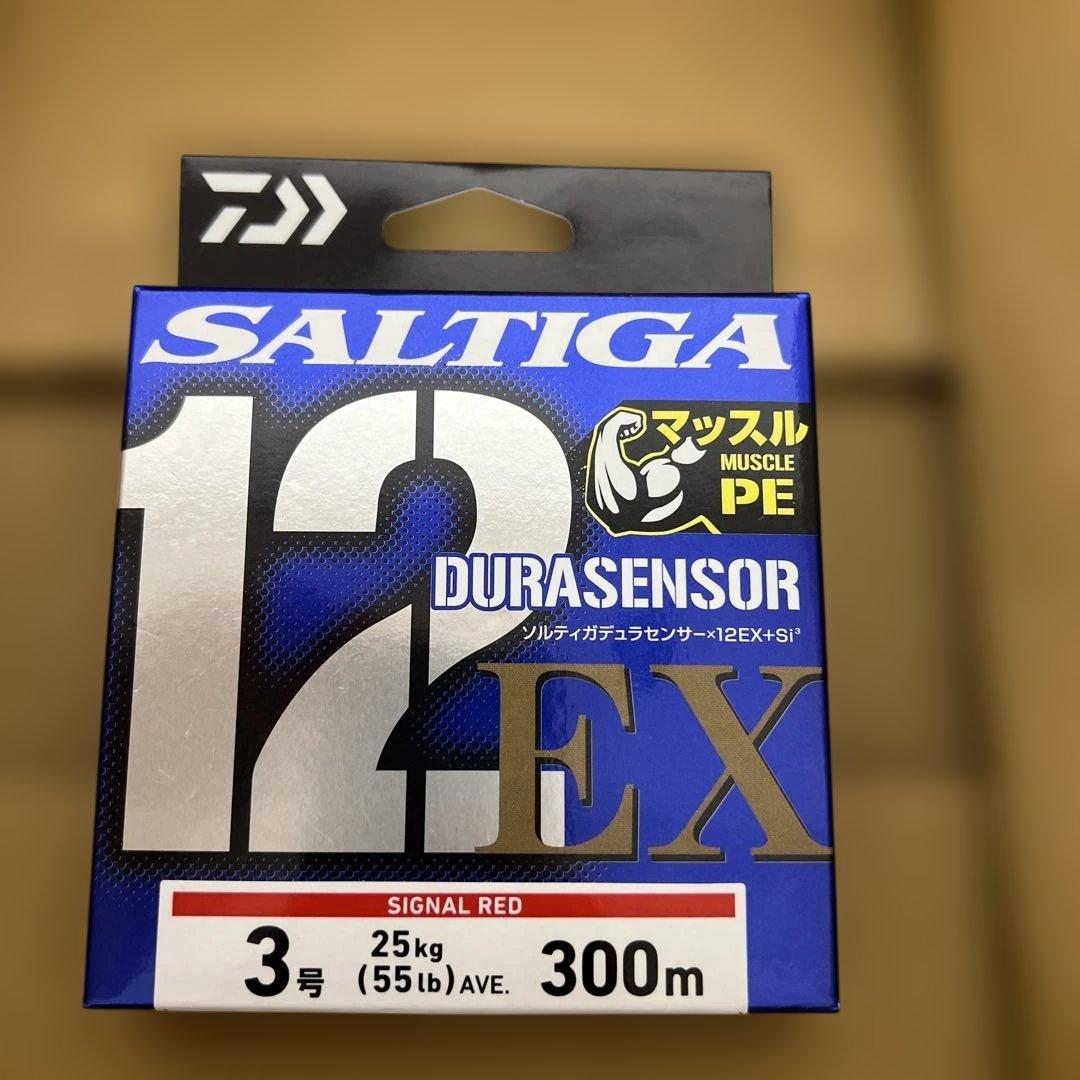 SALTIGA
12
マッスル
MUSCLE
PE
DURASENSOR
ソルティガデュラセンサー×12EX+Si³
EX
SIGNAL RED
3号 25kg (55lb) AVE. 300m